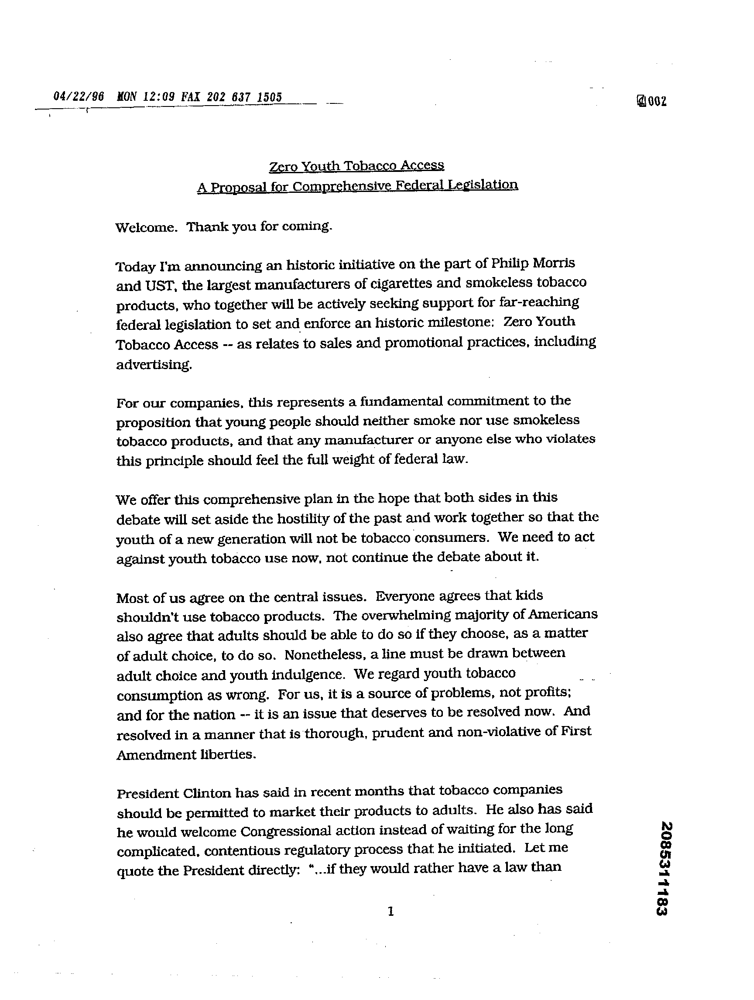 04/22/96 MON 12:09 FAX 202 637 1505
002
Zero Youth Tobacco Access
A Proposal for Comprehensive Federal Legislation
Welcome. Thank you for coming.
Today I'm announcing an historic initiative on the part of Philip Morris
and UST, the largest manufacturers of cigarettes and smokeless tobacco
products, who together will be actively seeking support for far-reaching
federal legislation to set and enforce an historic milestone: Zero Youth
Tobacco Access -- as relates to sales and promotional practices, including
advertising.
For our companies, this represents a fundamental commitment to the
proposition that young people should neither smoke nor use smokeless
tobacco products, and that any manufacturer or anyone else who violates
this principle should feel the full weight of federal law.
We offer this comprehensive plan in the hope that both sides in this
debate will set aside the hostility of the past and work together so that the
youth of a new generation will not be tobacco consumers. We need to act
against youth tobacco use now, not continue the debate about it.
Most of us agree on the central issues. Everyone agrees that kids
shouldn't use tobacco products. The overwhelming majority of Americans
also agree that adults should be able to do so if they choose, as a matter
of adult choice, to do so. Nonetheless, a line must be drawn between
adult choice and youth indulgence. We regard youth tobacco
consumption as wrong. For us, it is a source of problems, not profits;
and for the nation -- it is an issue that deserves to be resolved now. And
resolved in a manner that is thorough, prudent and non-violative of First
Amendment liberties.
President Clinton has said in recent months that tobacco companies
should be permitted to market their products to adults. He also has said
he would welcome Congressional action instead of waiting for the long
complicated, contentious regulatory process that he initiated. Let me
quote the President directly: "...if they would rather have a law than
1
2085311183